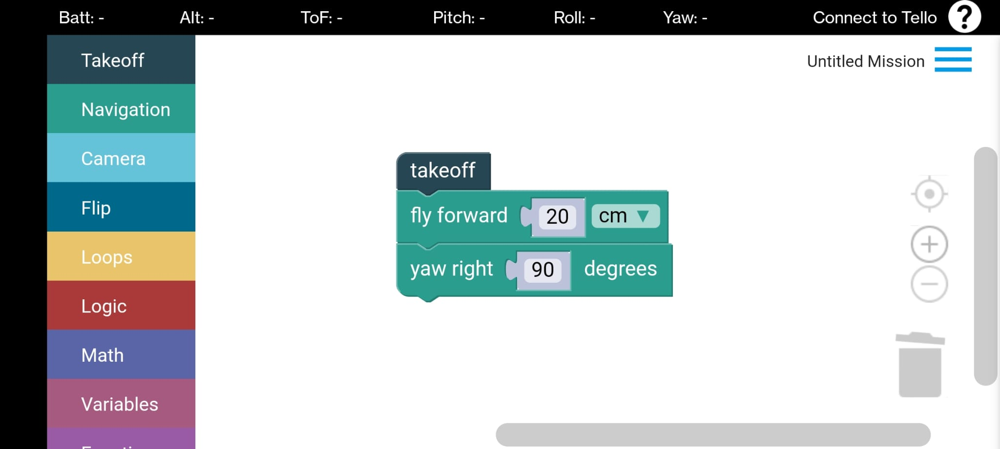 Batt: - Alt: - ToF: - Pitch: - Roll: - Yaw: - Connect to Tello ?
Untitled Mission
Takeoff
Navigation
Camera
Flip
Loops
Logic
Math
Variables
takeoff
fly forward 20 cm ▼
yaw right 90 degrees